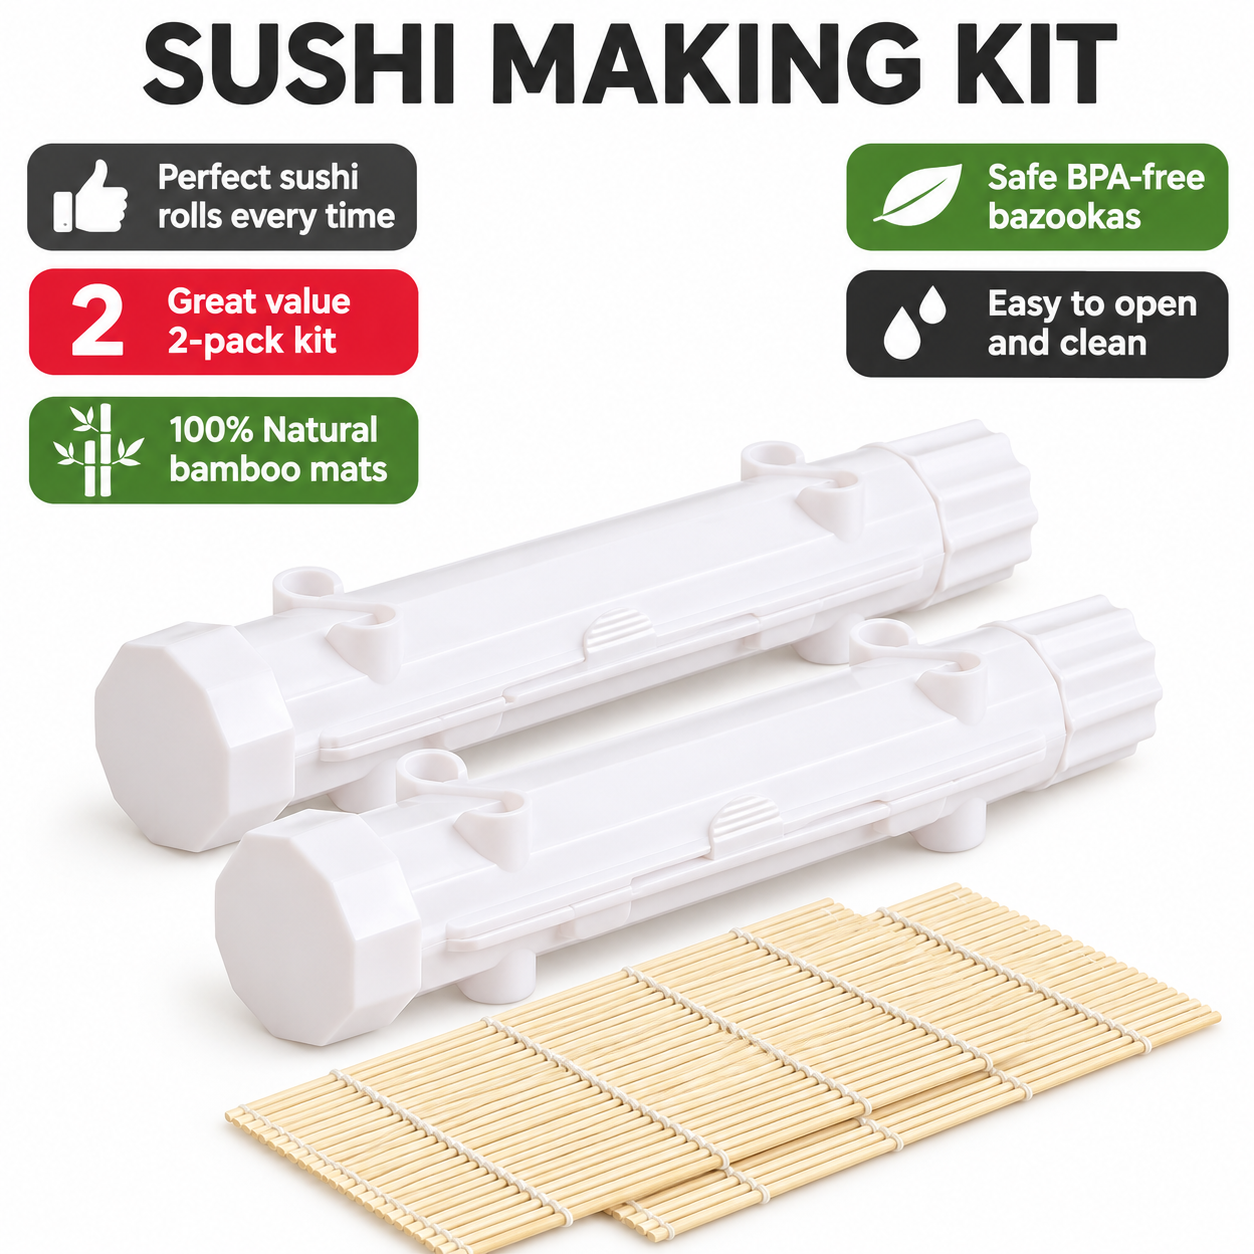 SUSHI MAKING KIT
Perfect sushi
rolls every time
2
Great value
2-pack kit
100% Natural
bamboo mats
Safe BPA-free
bazookas
Easy to open
and clean